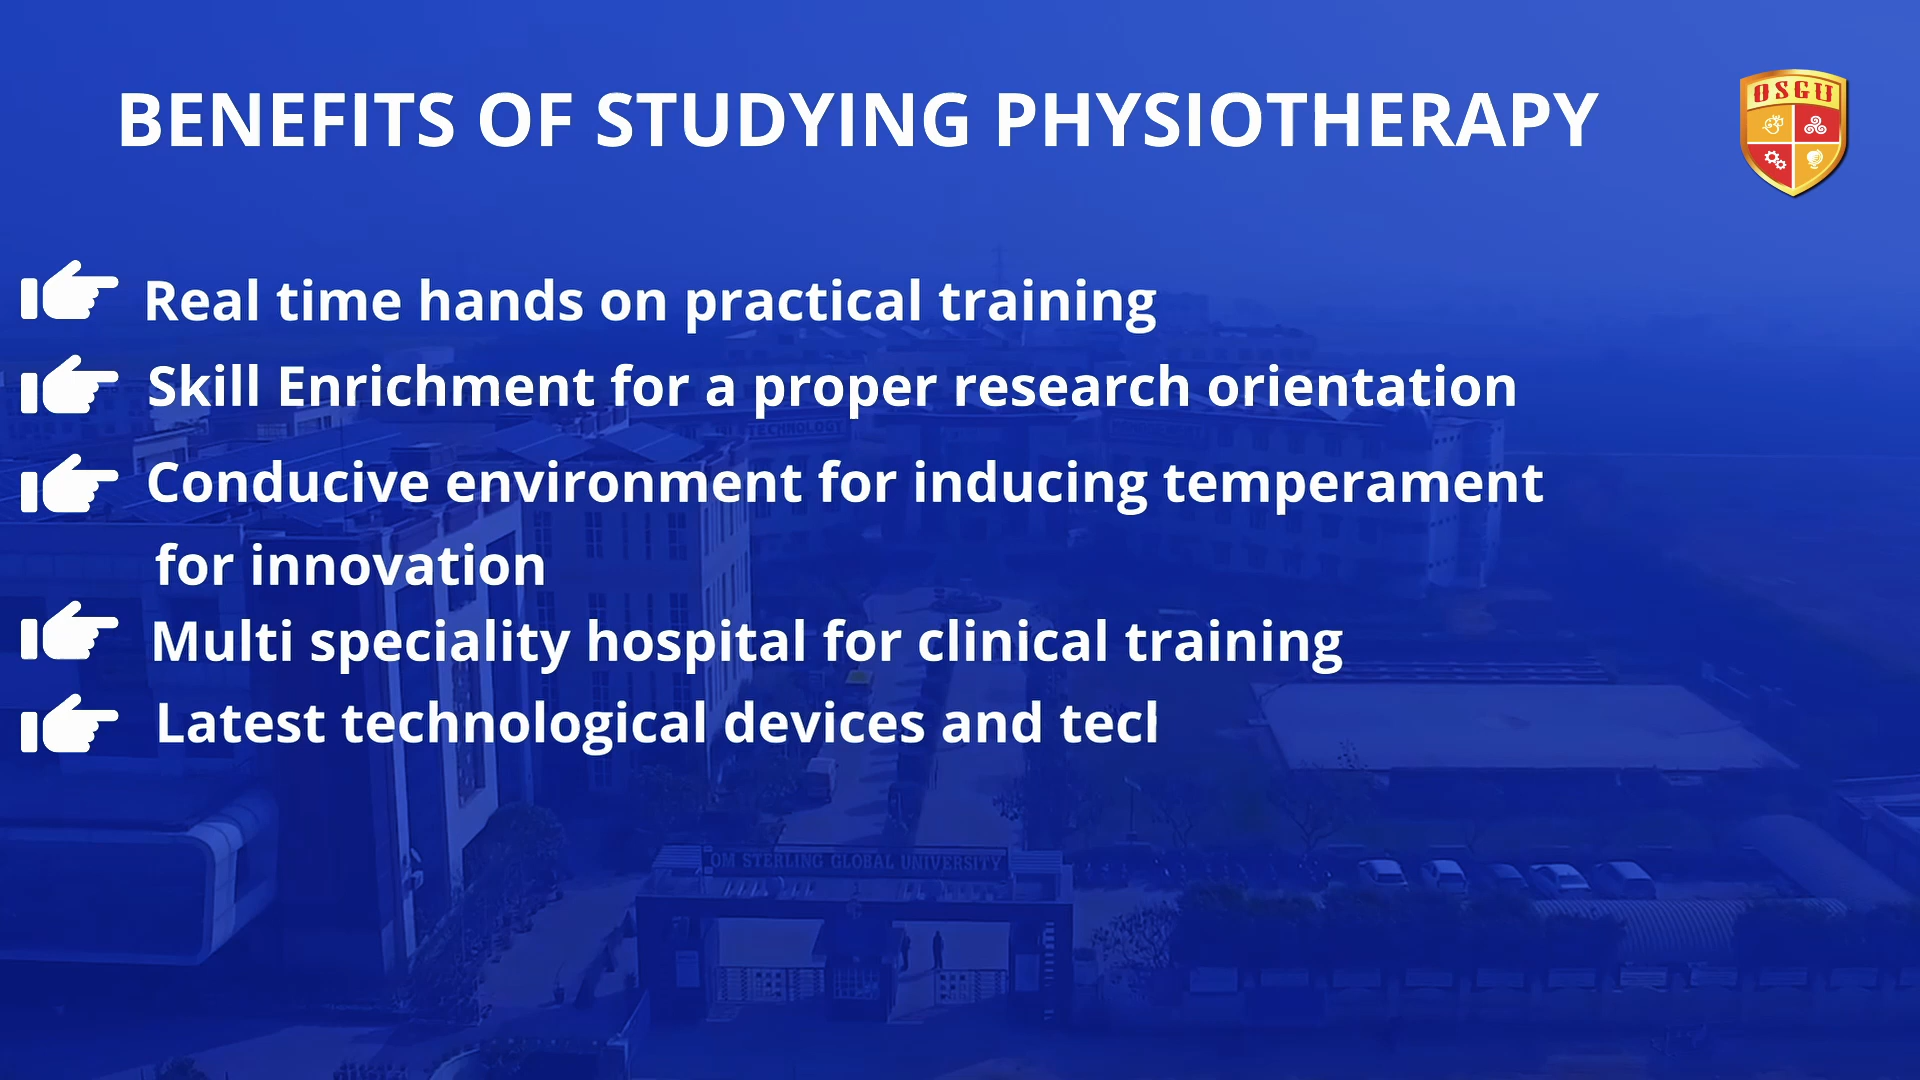 BENEFITS OF STUDYING PHYSIOTHERAPY
OSGU
Real time hands on practical training
Skill Enrichment for a proper research orientation
Conducive environment for inducing temperament
for innovation
Multi speciality hospital for clinical training
Latest technological devices and
TECHNOLOGY
OM STERLING GLOBAL UNIVERSITY